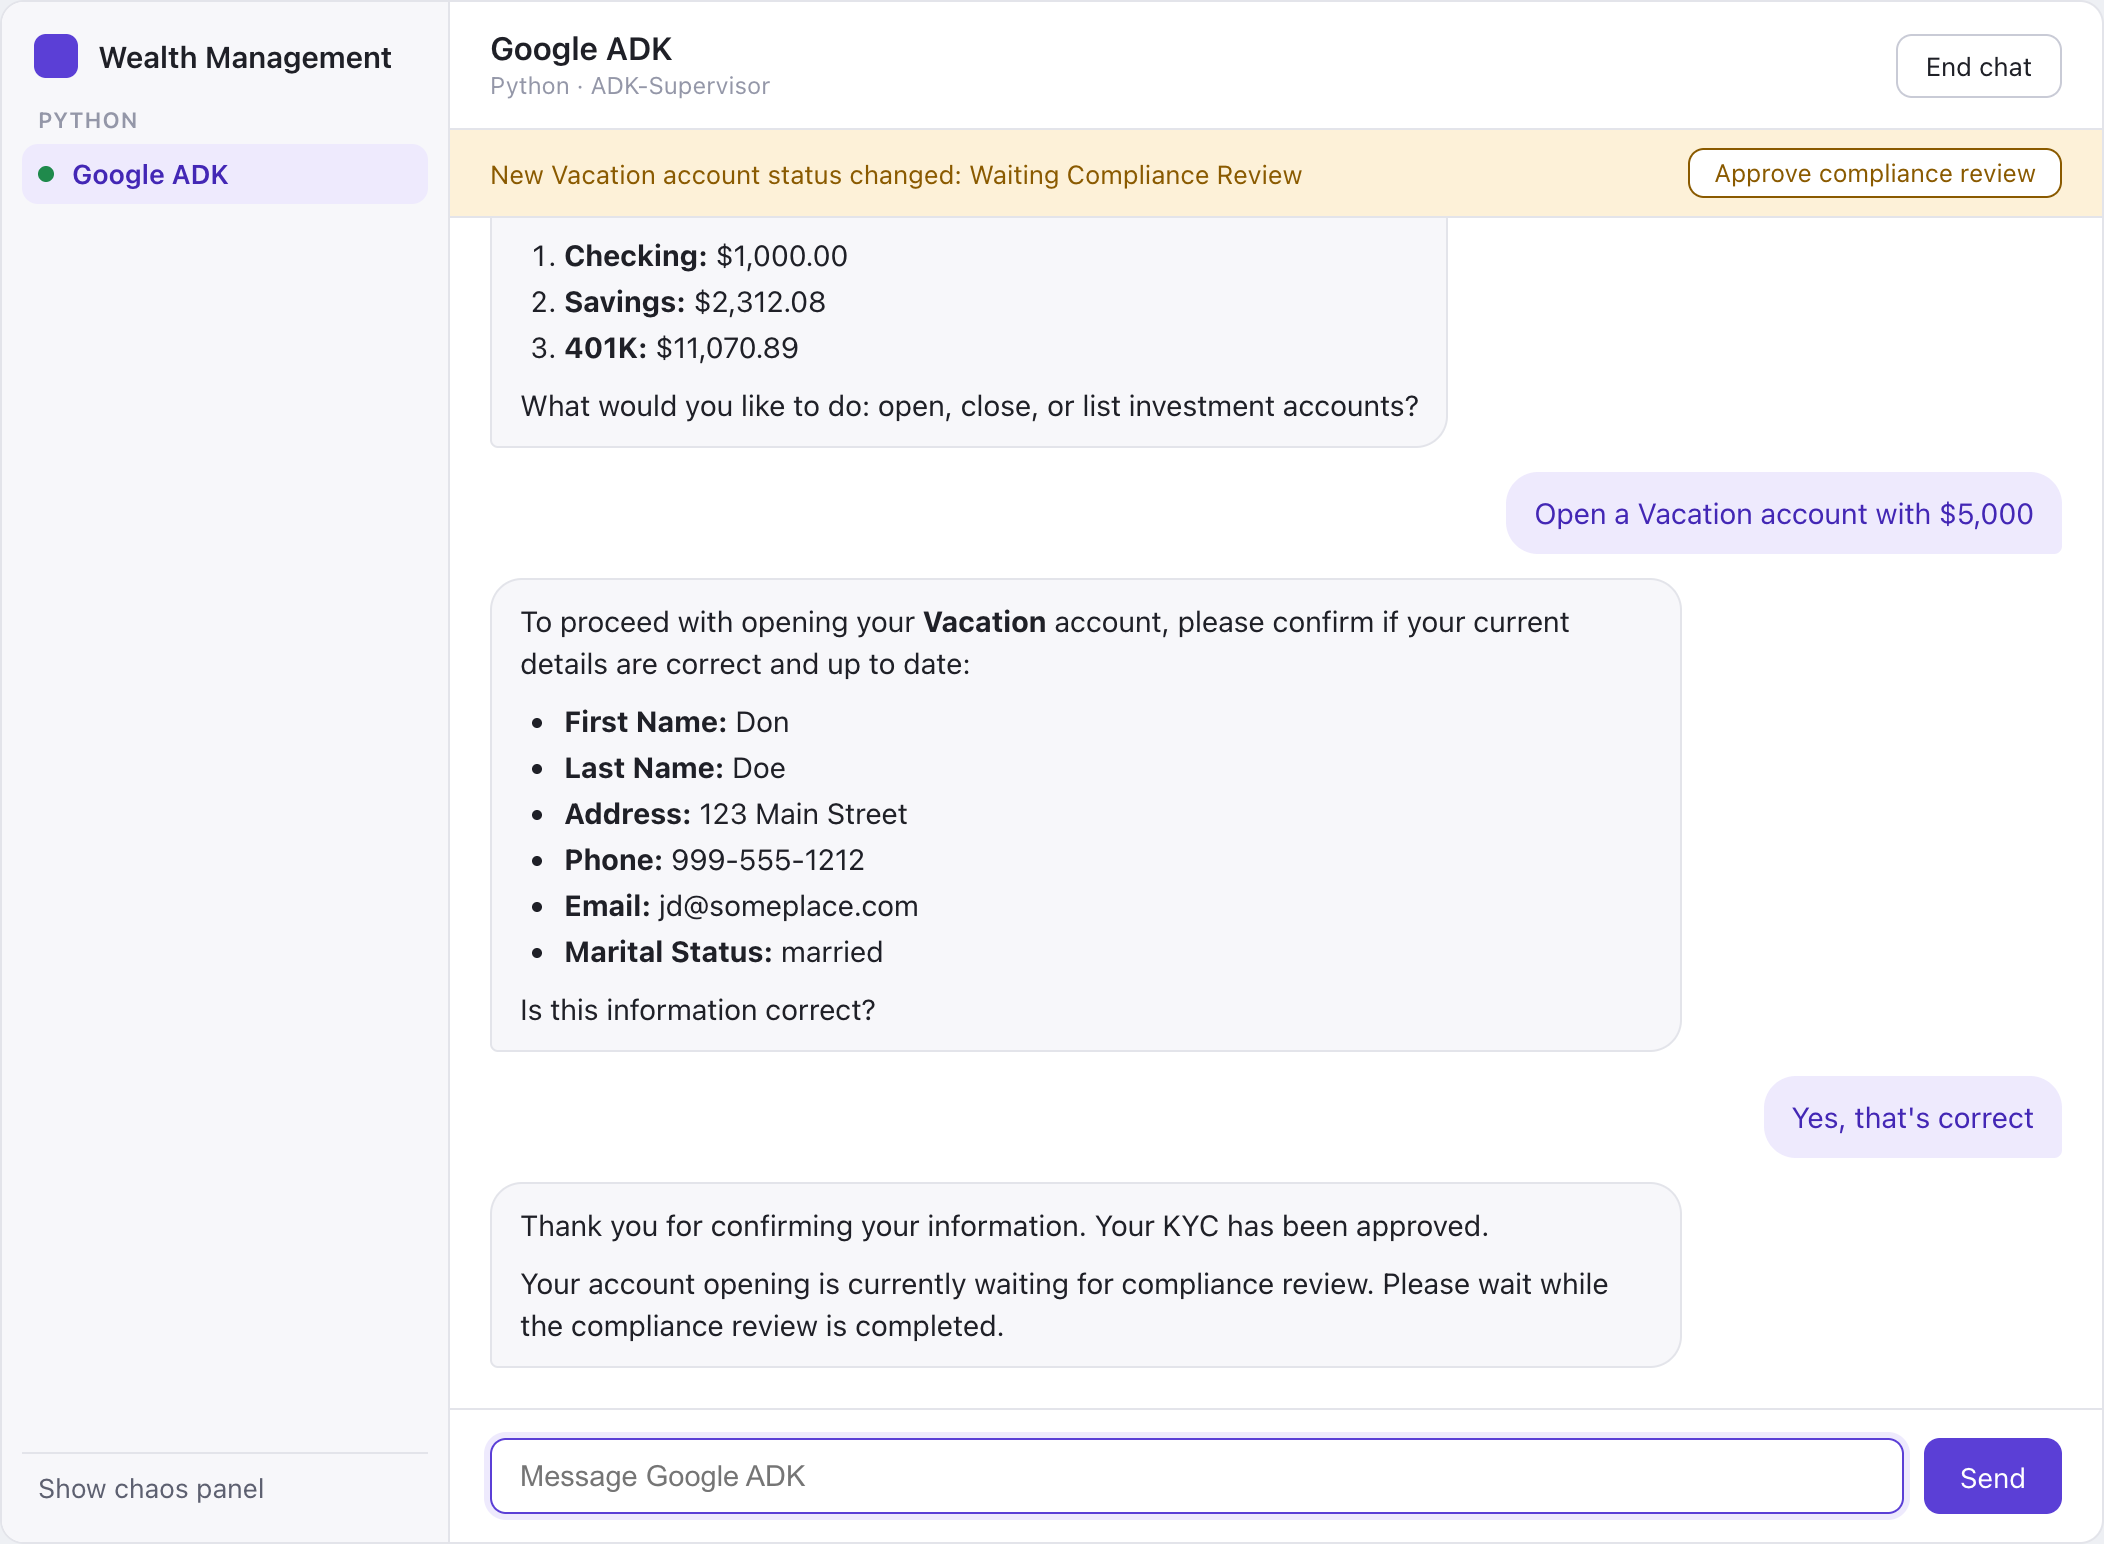 Wealth Management
PYTHON
Google ADK
Show chaos panel
Google ADK
Python · ADK-Supervisor
End chat
New Vacation account status changed: Waiting Compliance Review
Approve compliance review
1. Checking: $1,000.00
2. Savings: $2,312.08
3. 401K: $11,070.89
What would you like to do: open, close, or list investment accounts?
Open a Vacation account with $5,000
To proceed with opening your Vacation account, please confirm if your current
details are correct and up to date:
• First Name: Don
• Last Name: Doe
• Address: 123 Main Street
• Phone: 999-555-1212
• Email: jd@someplace.com
• Marital Status: married
Is this information correct?
Yes, that's correct
Thank you for confirming your information. Your KYC has been approved.
Your account opening is currently waiting for compliance review. Please wait while
the compliance review is completed.
Message Google ADK
Send